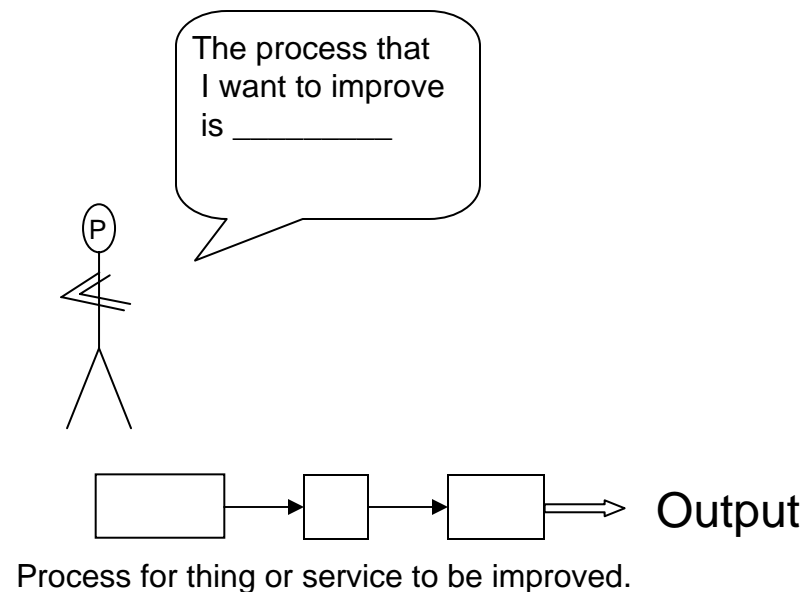 The process that
I want to improve
is _________
P
Output
Process for thing or service to be improved.